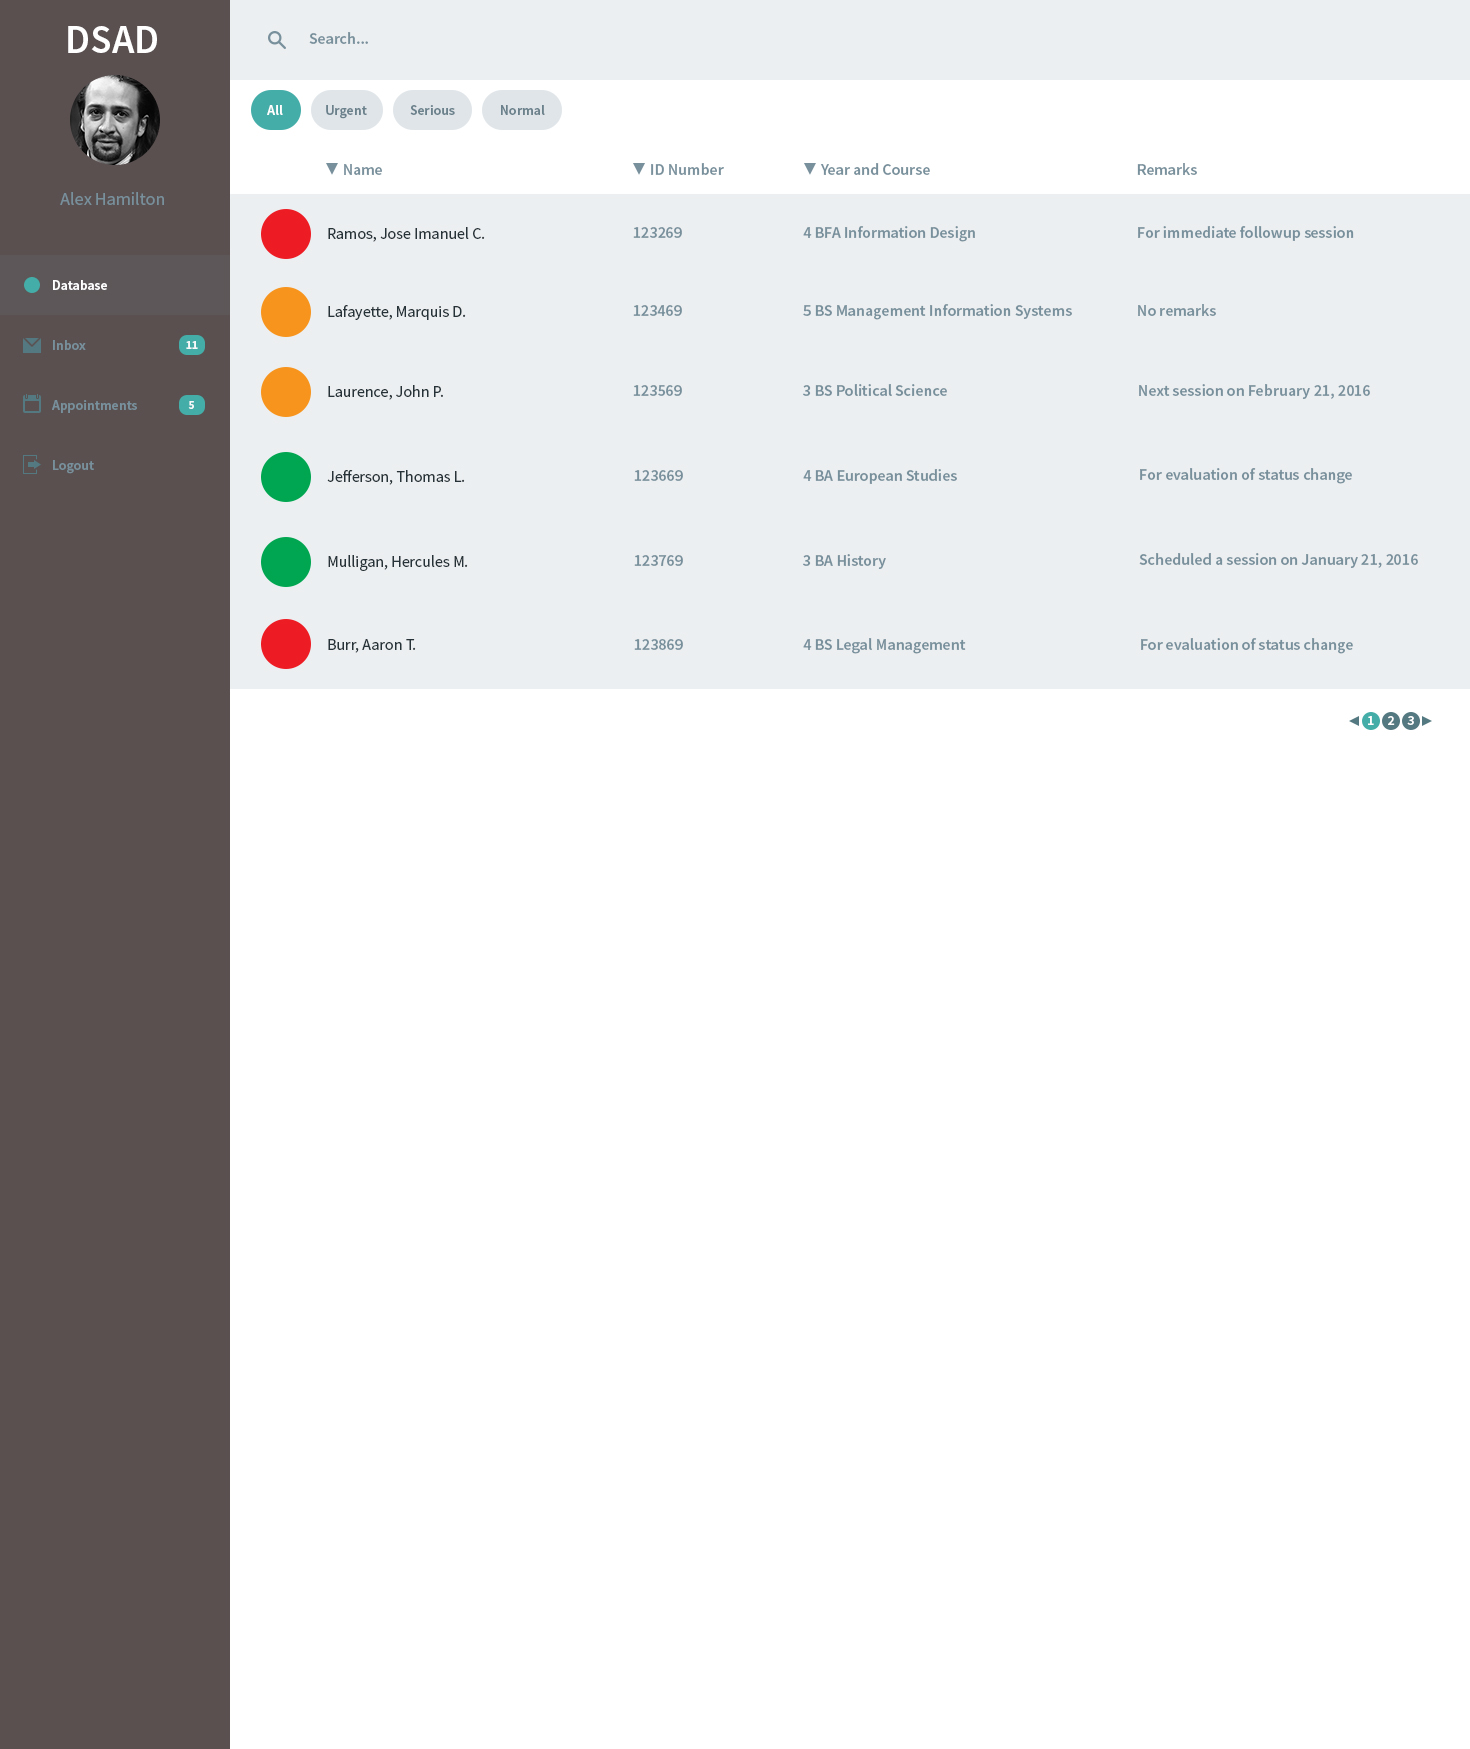 DSAD
Alex Hamilton
Database
Inbox 11
Appointments 5
Logout
Search...
All Urgent Serious Normal
Name ID Number Year and Course Remarks
Ramos, Jose Imanuel C. 123269 4 BFA Information Design For immediate followup session
Lafayette, Marquis D. 123469 5 BS Management Information Systems No remarks
Laurence, John P. 123569 3 BS Political Science Next session on February 21, 2016
Jefferson, Thomas L. 123669 4 BA European Studies For evaluation of status change
Mulligan, Hercules M. 123769 3 BA History Scheduled a session on January 21, 2016
Burr, Aaron T. 123869 4 BS Legal Management For evaluation of status change
1 2 3